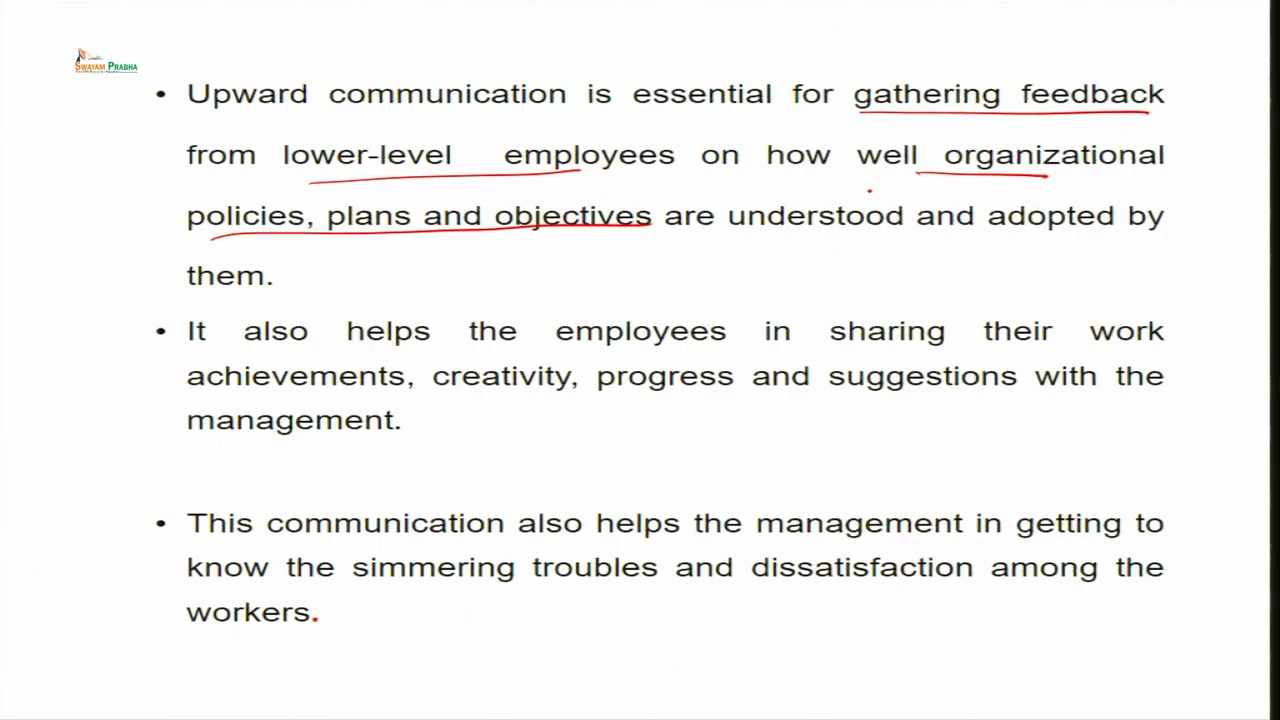 SWAYAM PRABHA
• Upward communication is essential for gathering feedback
from lower-level employees on how well organizational
policies, plans and objectives are understood and adopted by
them.
• It also helps the employees in sharing their work
achievements, creativity, progress and suggestions with the
management.
• This communication also helps the management in getting to
know the simmering troubles and dissatisfaction among the
workers.